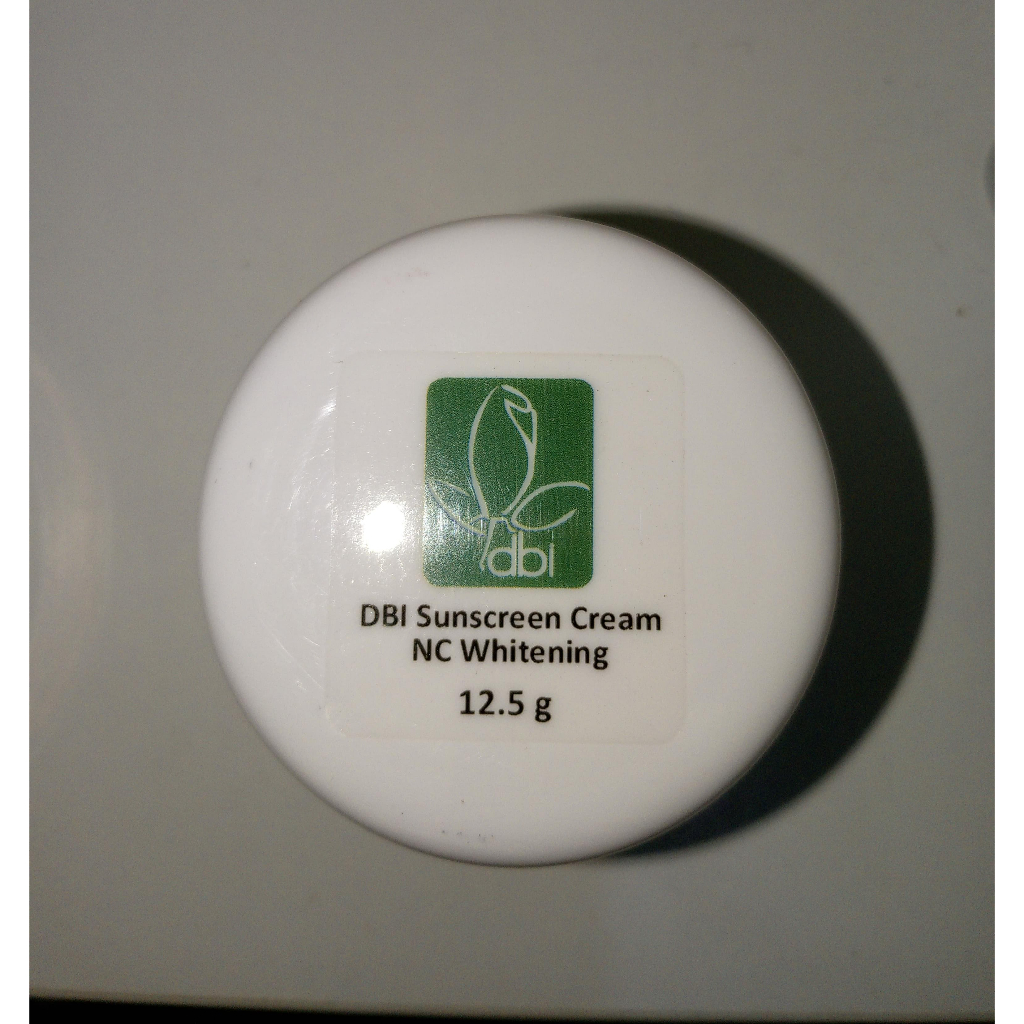 dbi
DBI Sunscreen Cream
NC Whitening
12.5 g